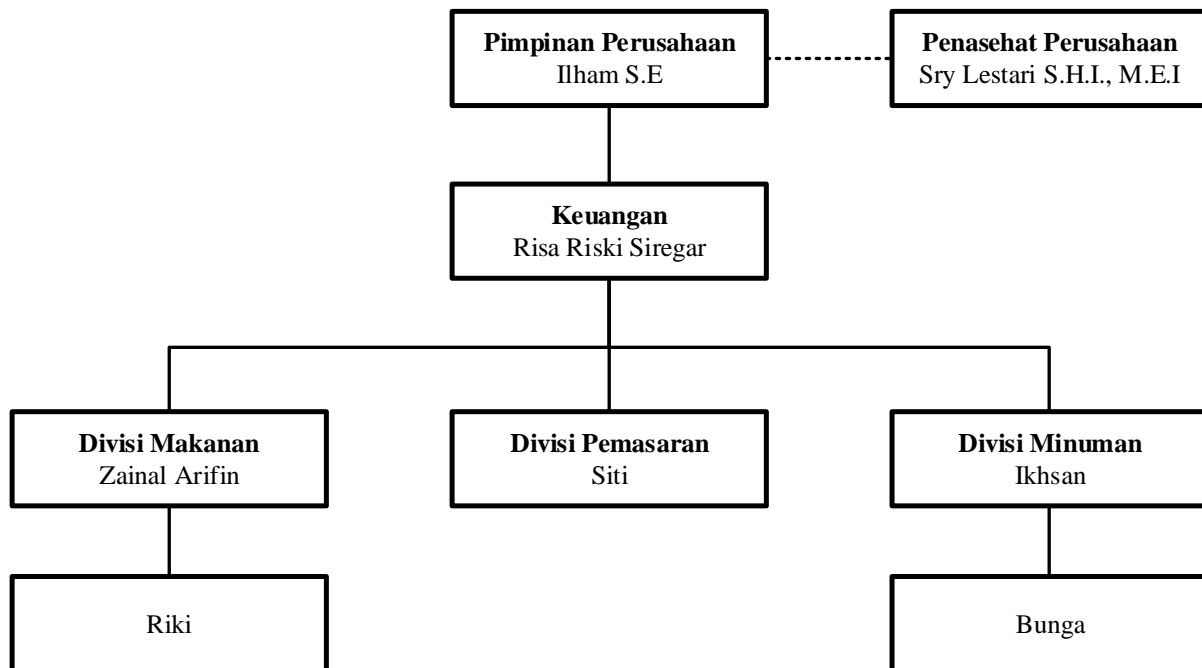 Pimpinan Perusahaan
Ilham S.E
Penasehat Perusahaan
Sry Lestari S.H.I., M.E.I
Keuangan
Risa Riski Siregar
Divisi Makanan
Zainal Arifin
Divisi Pemasaran
Siti
Divisi Minuman
Ikhsan
Riki
Bunga